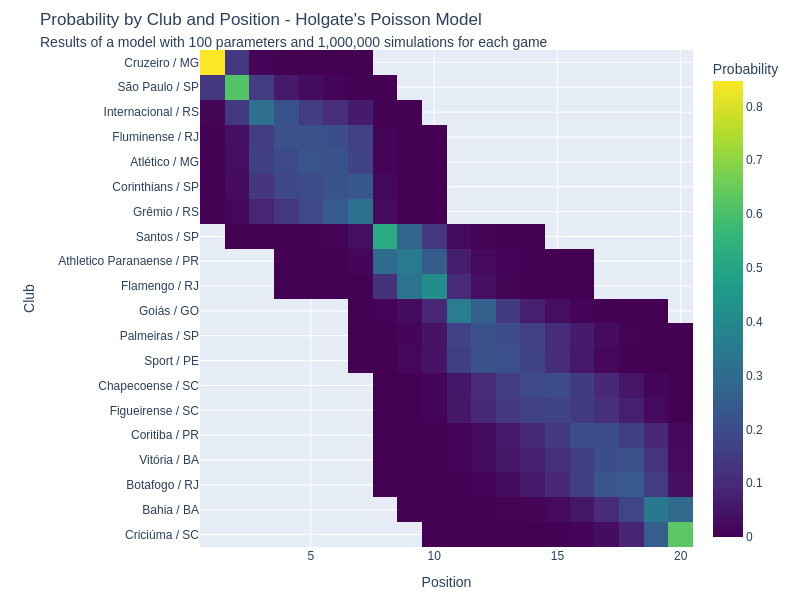 Probability by Club and Position - Holgate's Poisson Model
Results of a model with 100 parameters and 1,000,000 simulations for each game
Probability
Club
Cruzeiro / MG
São Paulo / SP
Internacional / RS
Fluminense / RJ
Atlético / MG
Corinthians / SP
Grêmio / RS
Santos / SP
Athletico Paranaense / PR
Flamengo / RJ
Goiás / GO
Palmeiras / SP
Sport / PE
Chapecoense / SC
Figueirense / SC
Coritiba / PR
Vitória / BA
Botafogo / RJ
Bahia / BA
Criciúma / SC
0.8
0.7
0.6
0.5
0.4
0.3
0.2
0.1
0
5 10 15 20
Position